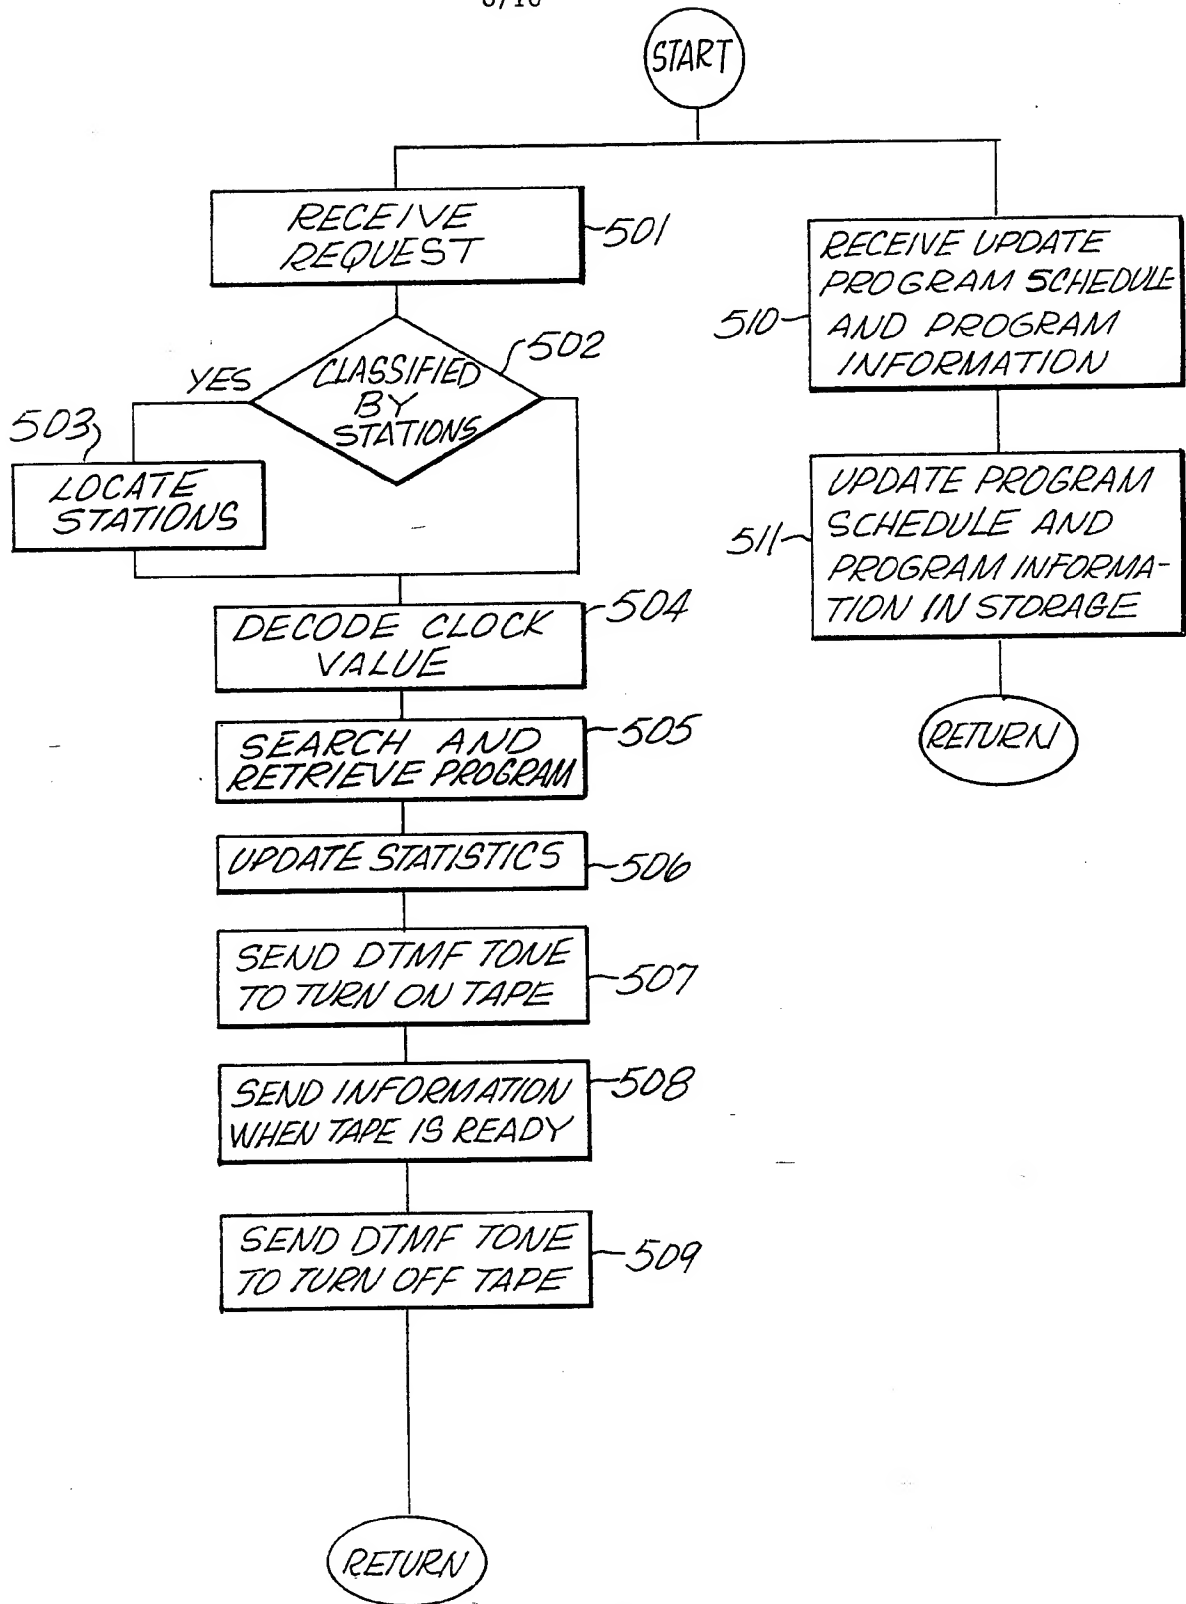 START
RECEIVE
REQUEST
501
CLASSIFIED
BY
STATIONS
502
YES
503
LOCATE
STATIONS
DECODE CLOCK
VALUE
504
SEARCH AND
RETRIEVE PROGRAM
505
UPDATE STATISTICS
506
SEND DTMF TONE
TO TURN ON TAPE
507
SEND INFORMATION
WHEN TAPE IS READY
508
SEND DTMF TONE
TO TURN OFF TAPE
509
RETURN
RECEIVE UPDATE
PROGRAM SCHEDULE
AND PROGRAM
INFORMATION
510
UPDATE PROGRAM
SCHEDULE AND
PROGRAM INFORMA-
TION IN STORAGE
511
RETURN